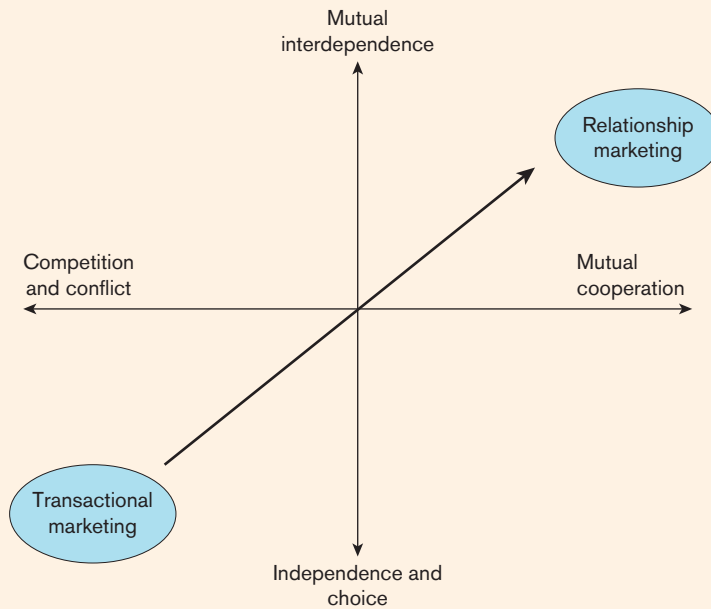 Mutual
interdependence
Relationship
marketing
Competition
and conflict
Mutual
cooperation
Transactional
marketing
Independence and
choice